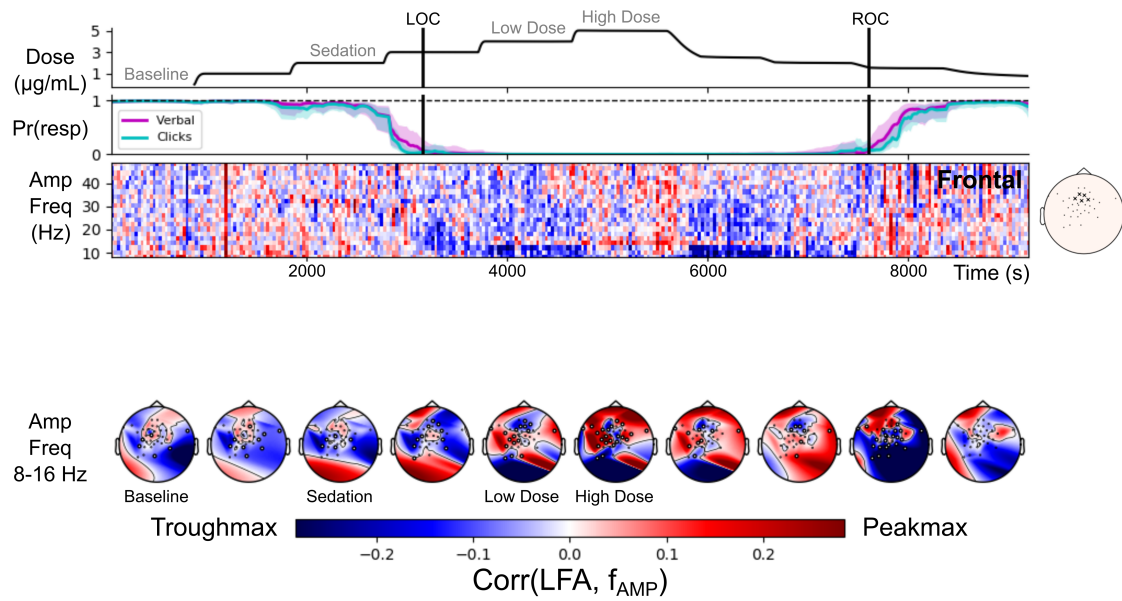 LOC
ROC
Dose
(µg/mL)
5
3
1
Baseline
Sedation
Low Dose
High Dose
Pr(resp)
1
0
Verbal
Clicks
Amp
Freq
(Hz)
40
30
20
10
Frontal
2000
4000
6000
8000
Time (s)
Amp
Freq
8-16 Hz
Baseline
Sedation
Low Dose
High Dose
Troughmax
Peakmax
−0.2
−0.1
0.0
0.1
0.2
Corr(LFA, fAMP)